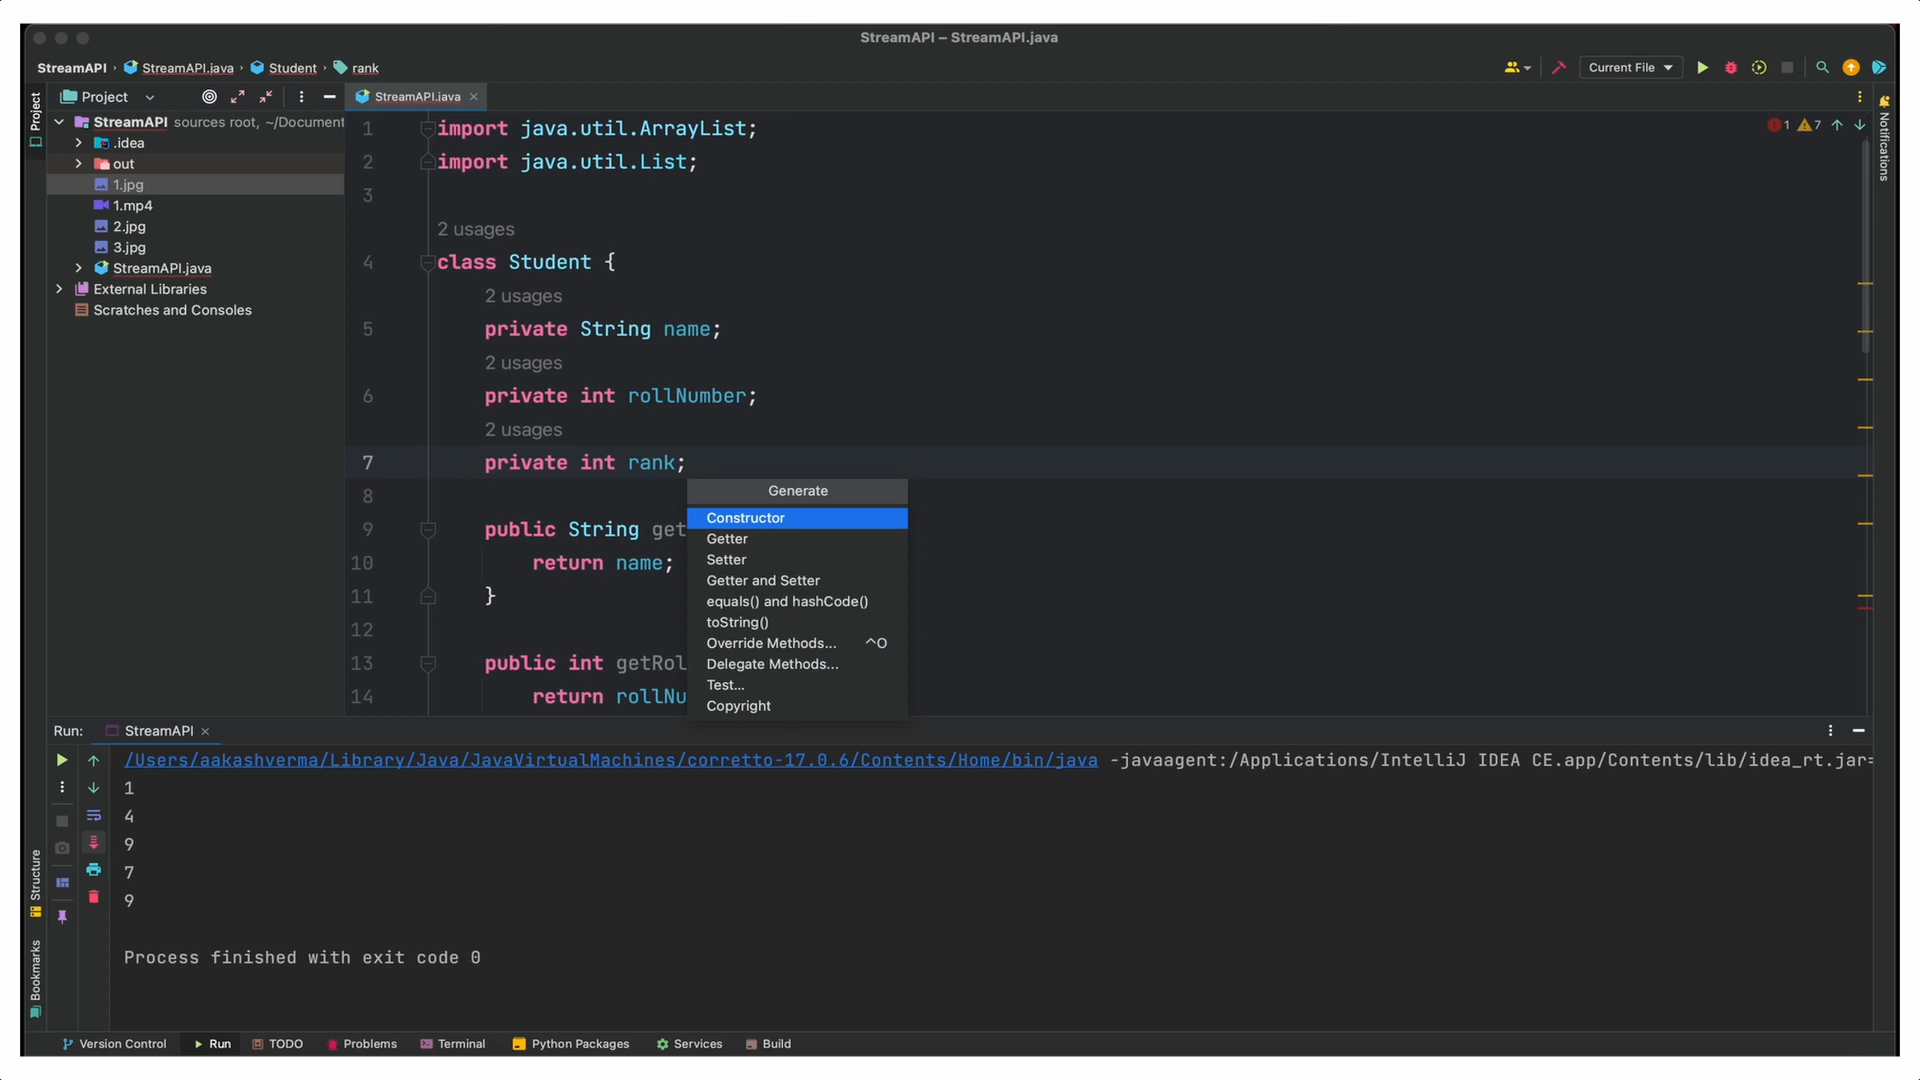 StreamAPI – StreamAPI.java
StreamAPI › StreamAPI.java › Student › rank
Current File
Project
StreamAPI.java
Project
Notifications
StreamAPI sources root, ~/Document
.idea
out
1.jpg
1.mp4
2.jpg
3.jpg
StreamAPI.java
External Libraries
Scratches and Consoles
1 7
1 import java.util.ArrayList;
2 import java.util.List;
3
2 usages
4 class Student {
2 usages
5 private String name;
2 usages
6 private int rollNumber;
2 usages
7 private int rank;
8
9 public String get
10 return name;
11 }
12
13 public int getRol
14 return rollNu
Generate
Constructor
Getter
Setter
Getter and Setter
equals() and hashCode()
toString()
Override Methods... ^O
Delegate Methods...
Test...
Copyright
Run: StreamAPI
/Users/aakashverma/Library/Java/JavaVirtualMachines/corretto-17.0.6/Contents/Home/bin/java -javaagent:/Applications/IntelliJ IDEA CE.app/Contents/lib/idea_rt.jar=
1
4
9
7
9
Process finished with exit code 0
Structure
Bookmarks
Version Control Run TODO Problems Terminal Python Packages Services Build